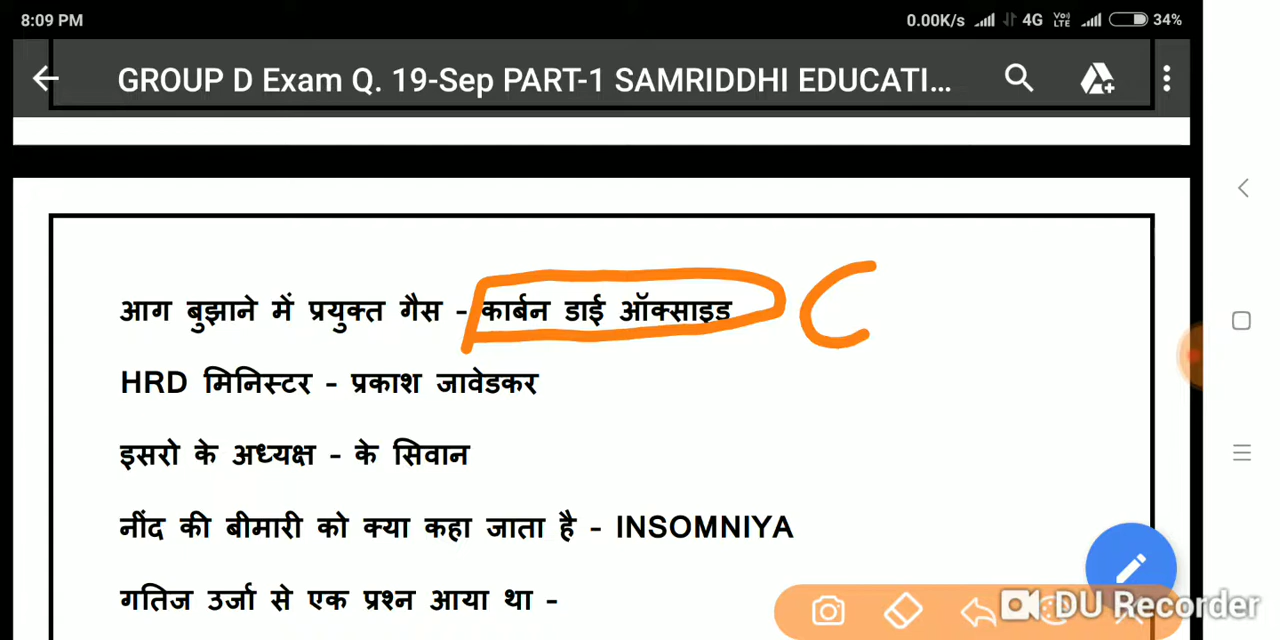 8:09 PM 0.00K/s 4G VoLTE 34%
GROUP D Exam Q. 19-Sep PART-1 SAMRIDDHI EDUCATI...
आग बुझाने में प्रयुक्त गैस - कार्बन डाई ऑक्साइड C
HRD मिनिस्टर - प्रकाश जावेडकर
इसरो के अध्यक्ष - के सिवान
नींद की बीमारी को क्या कहा जाता है - INSOMNIYA
गतिज उर्जा से एक प्रश्न आया था -
DU Recorder